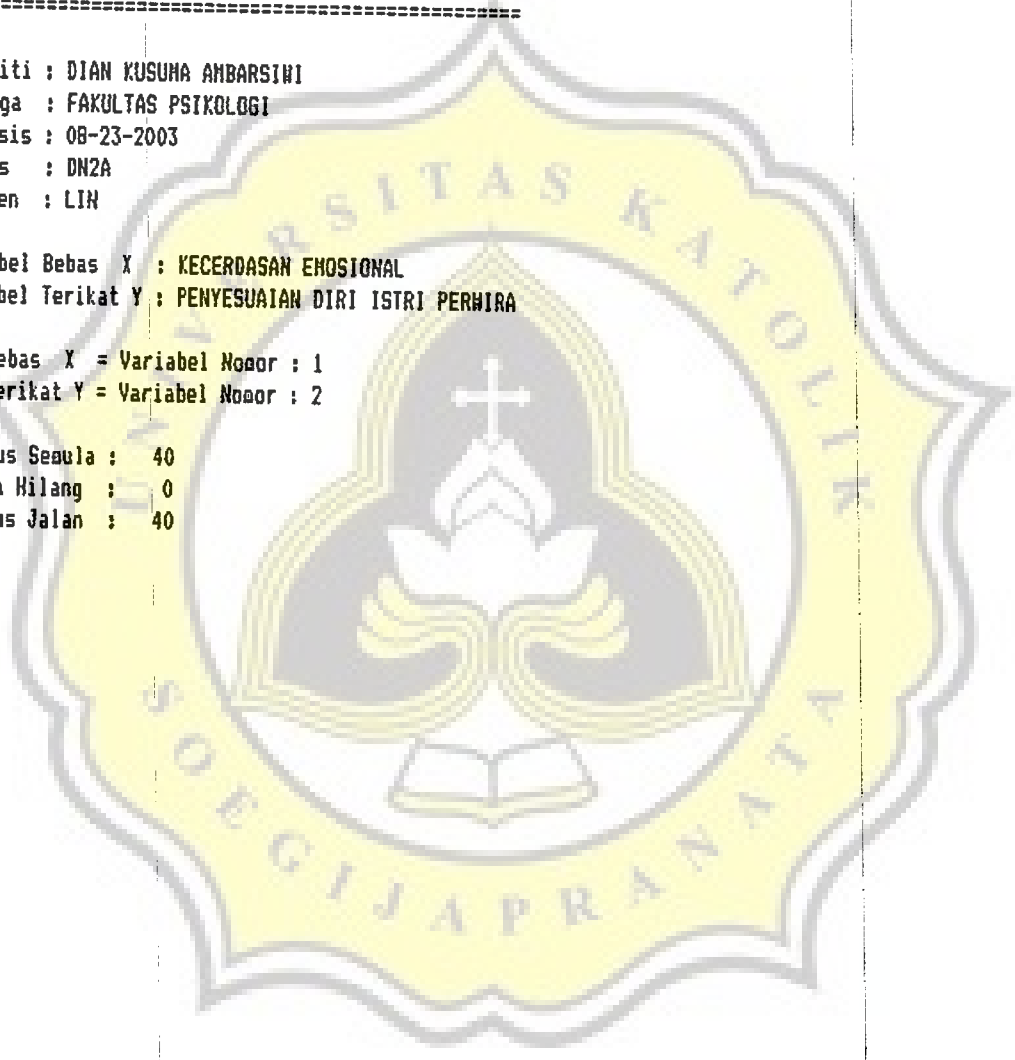 ==================================================
iti : DIAN KUSUMA AMBARSIWI
ga : FAKULTAS PSIKOLOGI
sis : 08-23-2003
s : DN2A
en : LIN
bel Bebas X : KECERDASAN EMOSIONAL
bel Terikat Y : PENYESUAIAN DIRI ISTRI PERWIRA
ebas X = Variabel Nomor : 1
erikat Y = Variabel Nomor : 2
us Semula : 40
n Hilang : 0
us Jalan : 40
UNIVERSITAS KATOLIK
SOEGIJAPRANATA